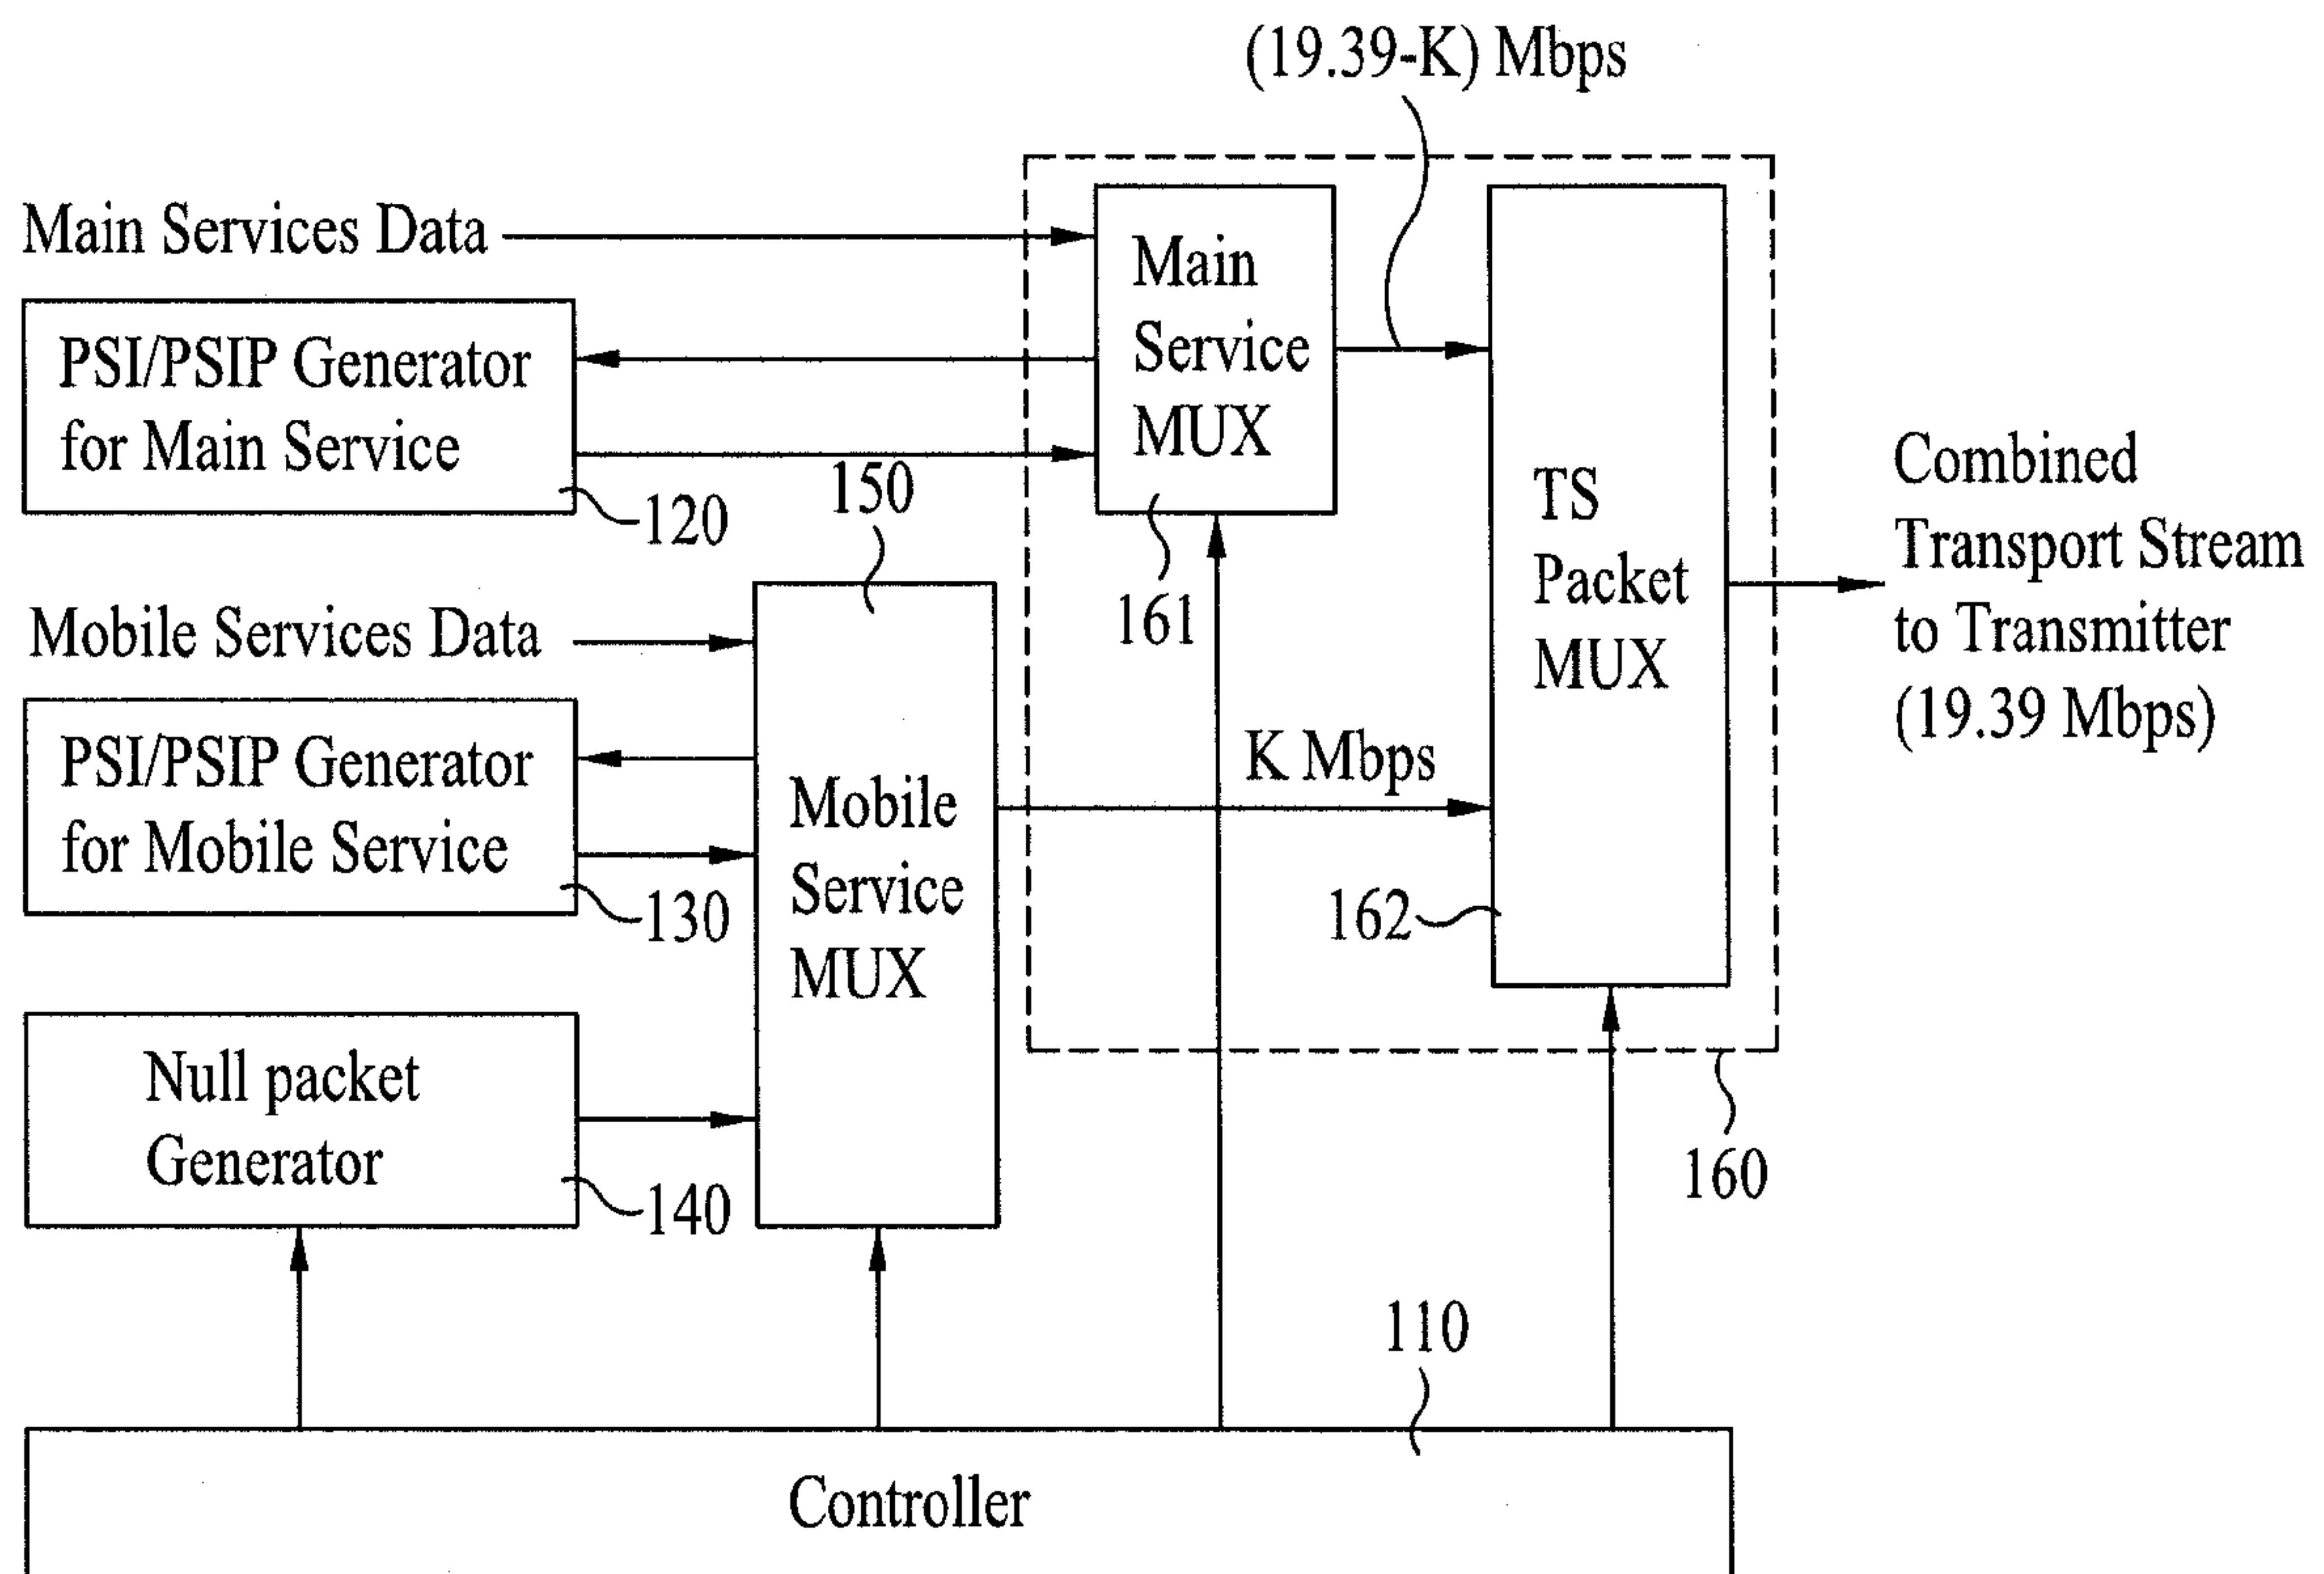 (19.39-K) Mbps
Main Services Data
PSI/PSIP Generator
for Main Service
120
Main
Service
MUX
161
150
TS
Packet
MUX
162
Combined
Transport Stream
to Transmitter
(19.39 Mbps)
Mobile Services Data
PSI/PSIP Generator
for Mobile Service
130
Mobile
Service
MUX
K Mbps
Null packet
Generator
140
160
110
Controller